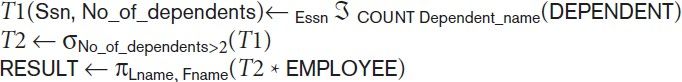 T1(Ssn, No_of_dependents)← Essn ℑ COUNT Dependent_name(DEPENDENT)
T2 ← σNo_of_dependents>2(T1)
RESULT ← πLname, Fname(T2 * EMPLOYEE)